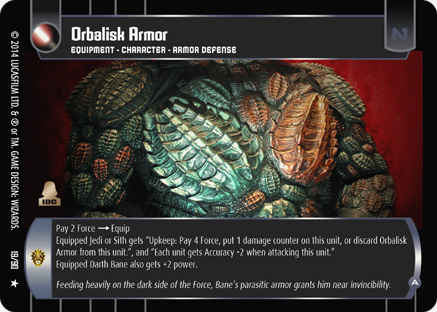 Orbalisk Armor
EQUIPMENT - CHARACTER - ARMOR DEFENSE
N
© 2014 LUCASFILM LTD. & ® or TM. GAME DESIGN: WIZARDS.
IDC
Pay 2 Force → Equip
Equipped Jedi or Sith gets “Upkeep: Pay 4 Force, put 1 damage counter on this unit, or discard Orbalisk
Armor from this unit.”, and “Each unit gets Accuracy -2 when attacking this unit.”
Equipped Darth Bane also gets +2 power.
Feeding heavily on the dark side of the Force, Bane's parasitic armor grants him near invincibility.
A